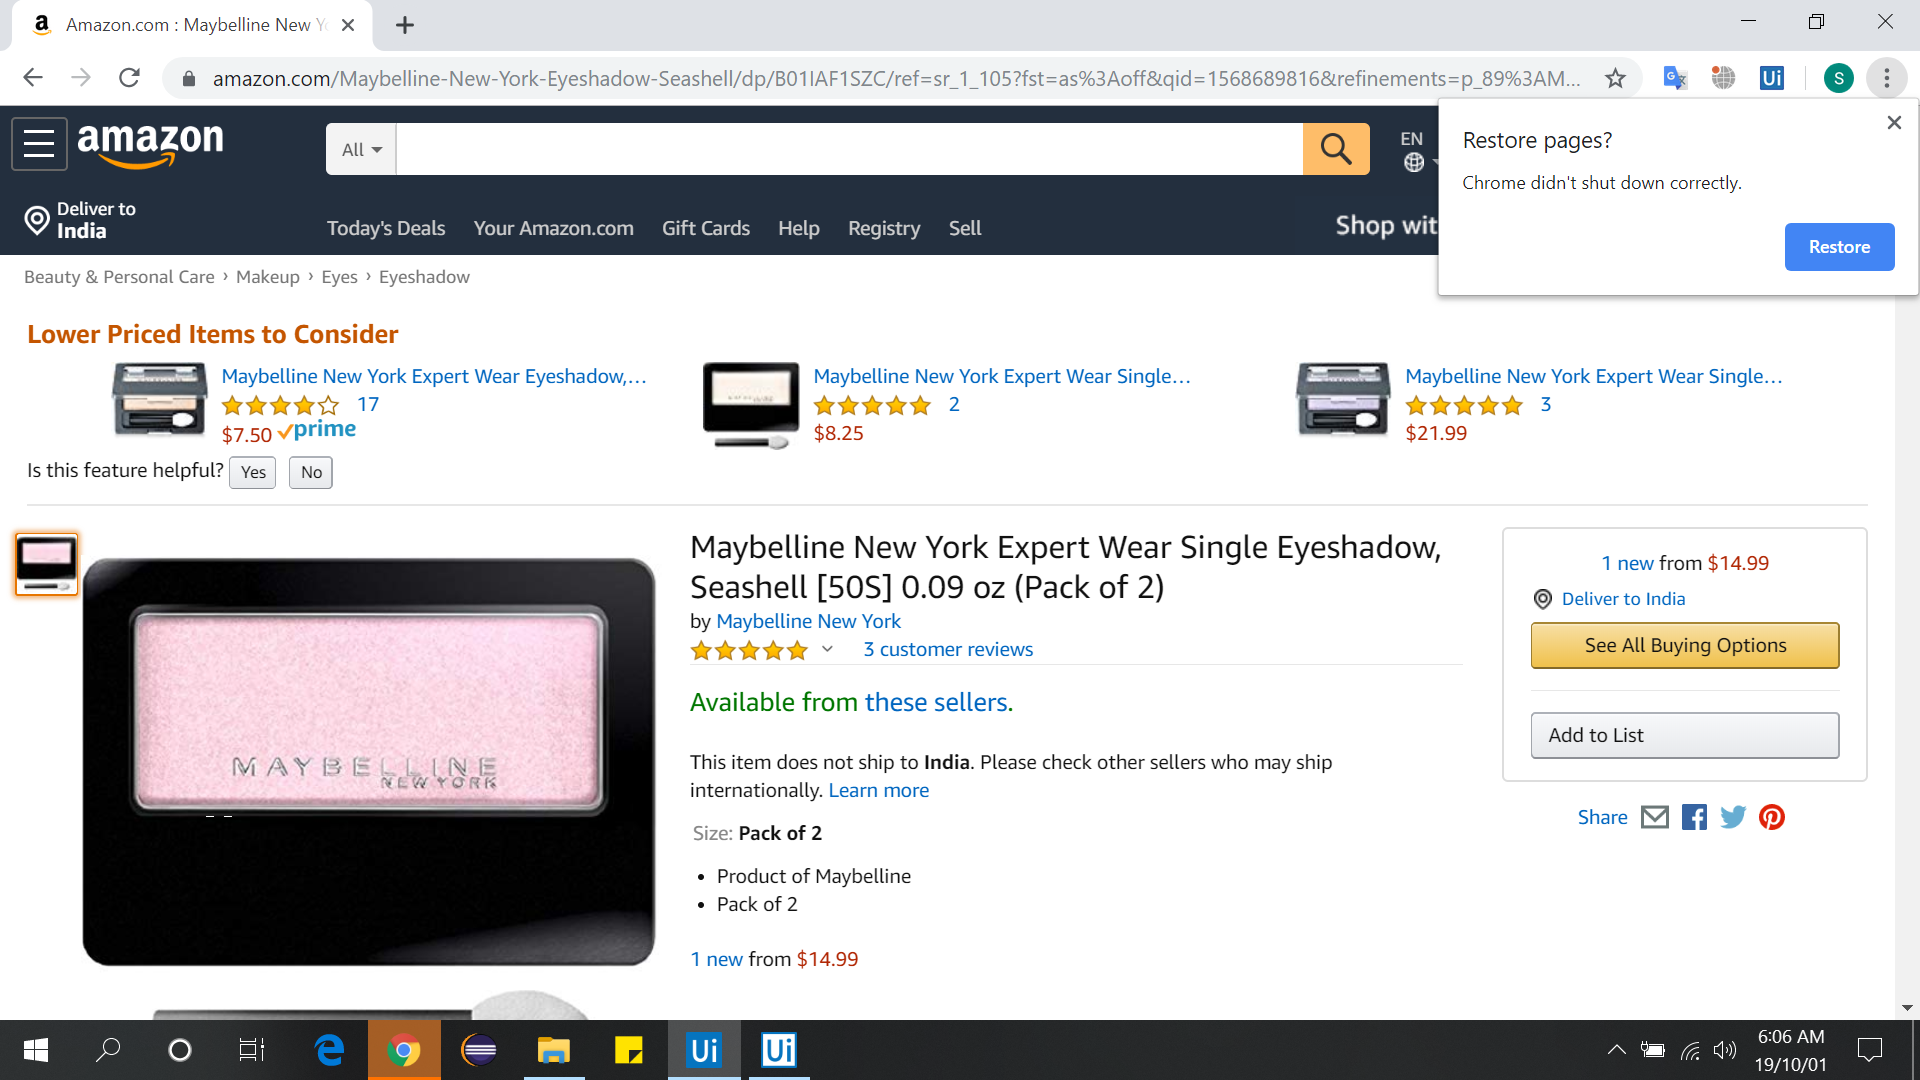 Amazon.com : Maybelline New Y
amazon.com/Maybelline-New-York-Eyeshadow-Seashell/dp/B01IAF1SZC/ref=sr_1_105?fst=as%3Aoff&qid=1568689816&refinements=p_89%3AM...
Ui
S
Restore pages?
Chrome didn't shut down correctly.
Restore
amazon
All
EN
Deliver to
India
Today's Deals
Your Amazon.com
Gift Cards
Help
Registry
Sell
Shop wit
Beauty & Personal Care › Makeup › Eyes › Eyeshadow
Lower Priced Items to Consider
Maybelline New York Expert Wear Eyeshadow,...
17
$7.50 prime
Maybelline New York Expert Wear Single...
2
$8.25
Maybelline New York Expert Wear Single...
3
$21.99
Is this feature helpful? Yes No
MAYBELLINE
NEW YORK
Maybelline New York Expert Wear Single Eyeshadow,
Seashell [50S] 0.09 oz (Pack of 2)
by Maybelline New York
3 customer reviews
Available from these sellers.
This item does not ship to India. Please check other sellers who may ship
internationally. Learn more
Size: Pack of 2
• Product of Maybelline
• Pack of 2
1 new from $14.99
1 new from $14.99
Deliver to India
See All Buying Options
Add to List
Share
Ui
Ui
6:06 AM
19/10/01